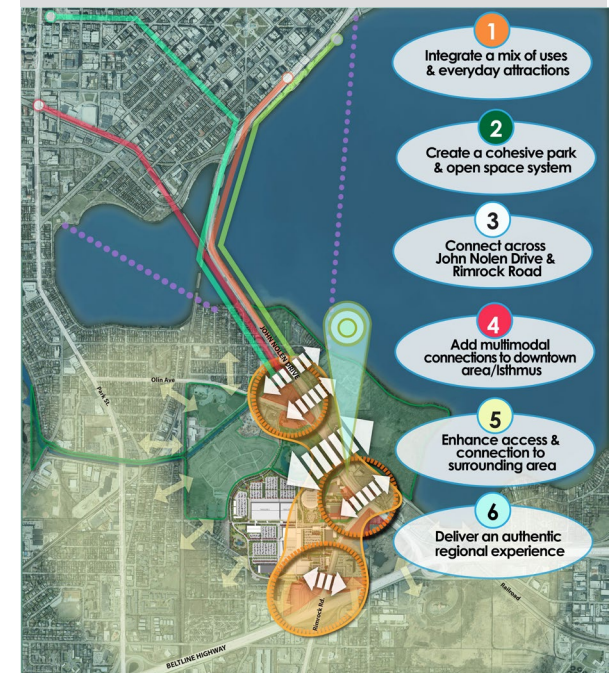 1
Integrate a mix of uses
& everyday attractions
2
Create a cohesive park
& open space system
3
Connect across
John Nolen Drive &
Rimrock Road
4
Add multimodal
connections to downtown
area/Isthmus
5
Enhance access &
connection to
surrounding area
6
Deliver an authentic
regional experience
JOHN NOLEN DRIVE
Olin Ave
Park St.
Rimrock Rd.
Railroad
BELTLINE HIGHWAY